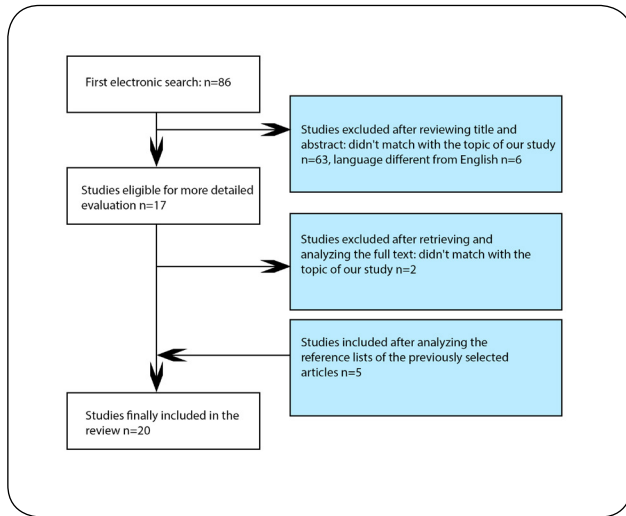 First electronic search: n=86
Studies excluded after reviewing title and
abstract: didn't match with the topic of our study
n=63, language different from English n=6
Studies eligible for more detailed
evaluation n=17
Studies excluded after retrieving and
analyzing the full text: didn't match with the
topic of our study n=2
Studies included after analyzing the
reference lists of the previously selected
articles n=5
Studies finally included in the
review n=20